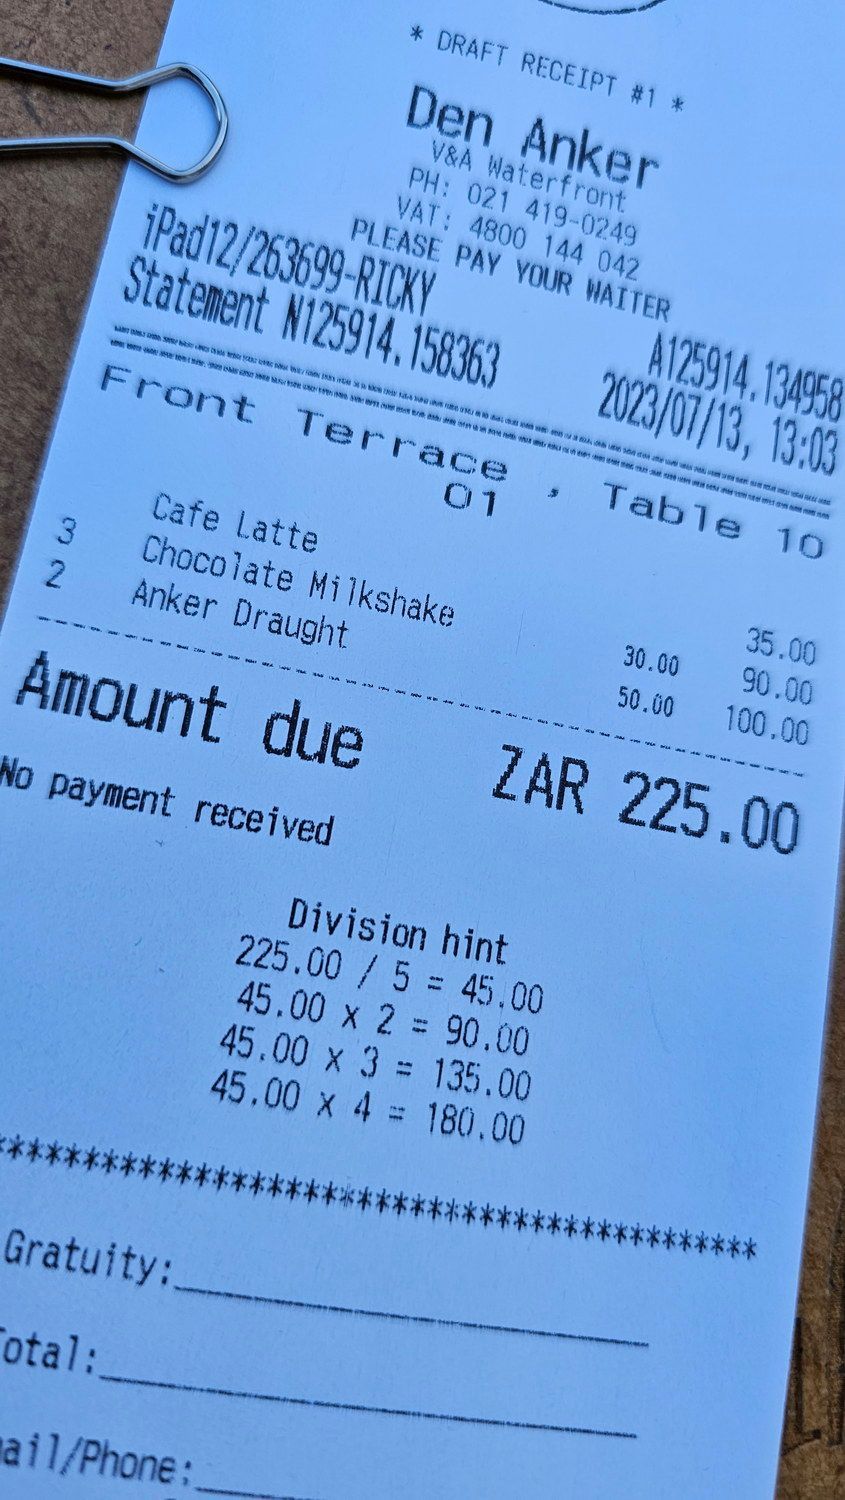 * DRAFT RECEIPT #1 *
Den Anker
V&A Waterfront
PH: 021 419-0249
VAT: 4800 144 042
PLEASE PAY YOUR WAITER
iPad12/263699-RICKY A125914.134958
Statement N125914.158363 2023/07/13, 13:03
Front Terrace , Table 10
01
Cafe Latte 35.00
3 Chocolate Milkshake 30.00 90.00
2 Anker Draught 50.00 100.00
Amount due ZAR 225.00
No payment received
Division hint
225.00 / 5 = 45.00
45.00 x 2 = 90.00
45.00 x 3 = 135.00
45.00 x 4 = 180.00
Gratuity:
otal:
ail/Phone: